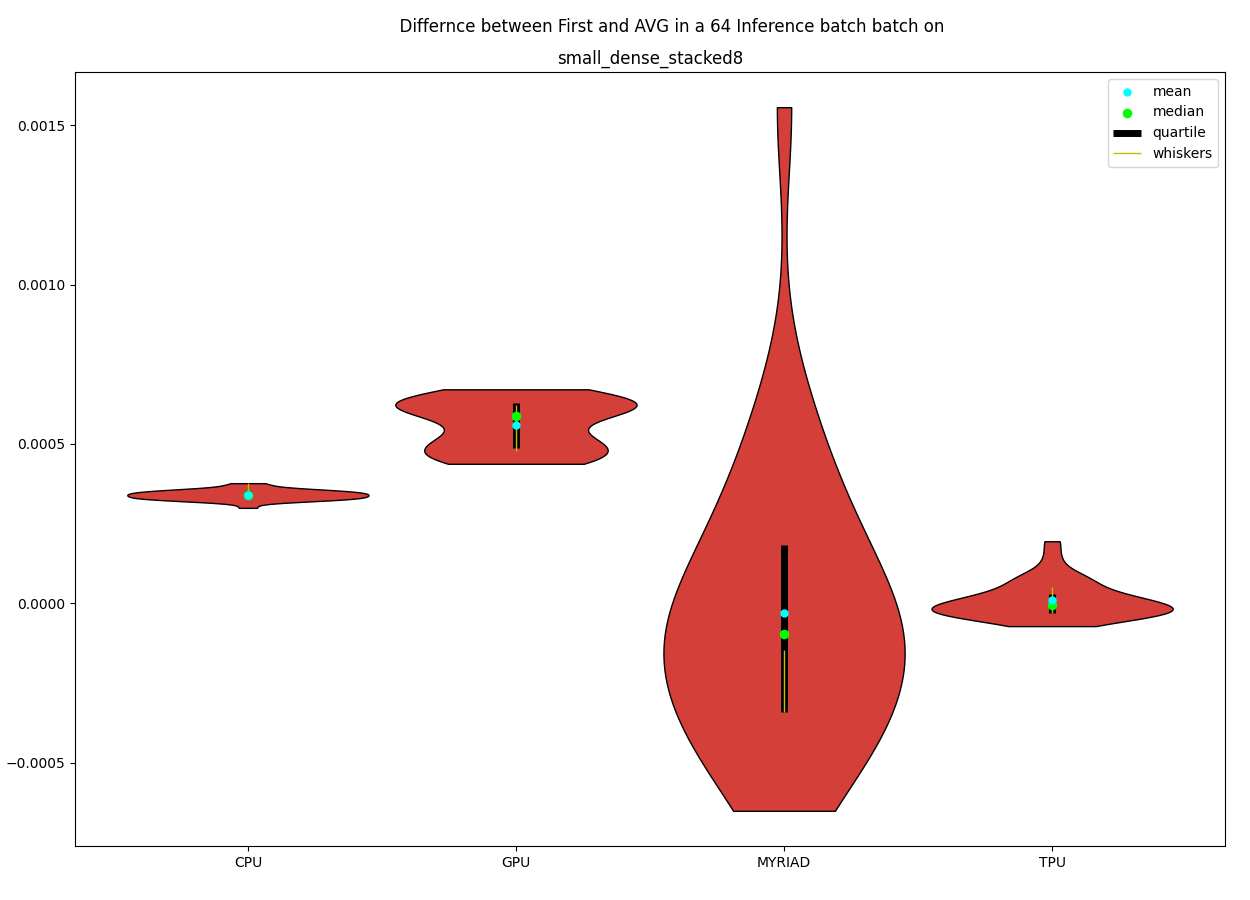 Differnce between First and AVG in a 64 Inference batch batch on
small_dense_stacked8
mean
median
quartile
whiskers
0.0015
0.0010
0.0005
0.0000
−0.0005
CPU GPU MYRIAD TPU